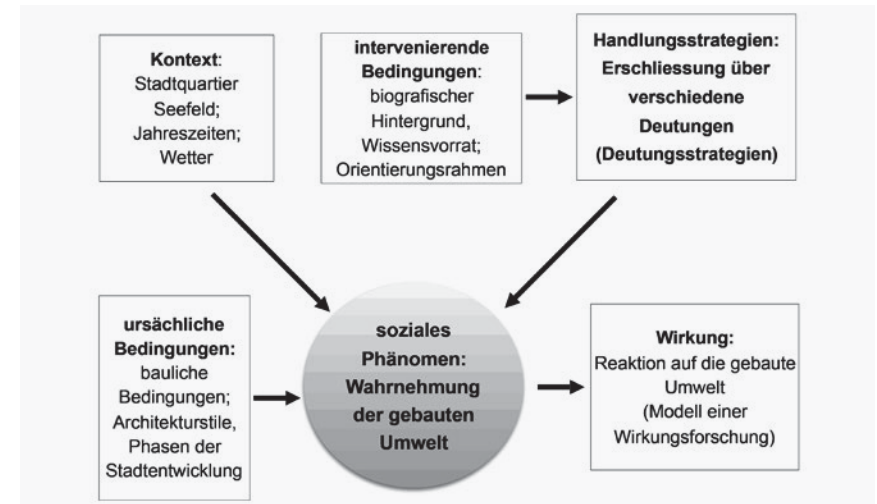 Kontext:
Stadtquartier
Seefeld;
Jahreszeiten;
Wetter
intervenierende
Bedingungen:
biografischer
Hintergrund,
Wissensvorrat;
Orientierungsrahmen
Handlungsstrategien:
Erschliessung über
verschiedene
Deutungen
(Deutungsstrategien)
ursächliche
Bedingungen:
bauliche
Bedingungen;
Architekturstile,
Phasen der
Stadtentwicklung
soziales
Phänomen:
Wahrnehmung
der gebauten
Umwelt
Wirkung:
Reaktion auf die gebaute
Umwelt
(Modell einer
Wirkungsforschung)